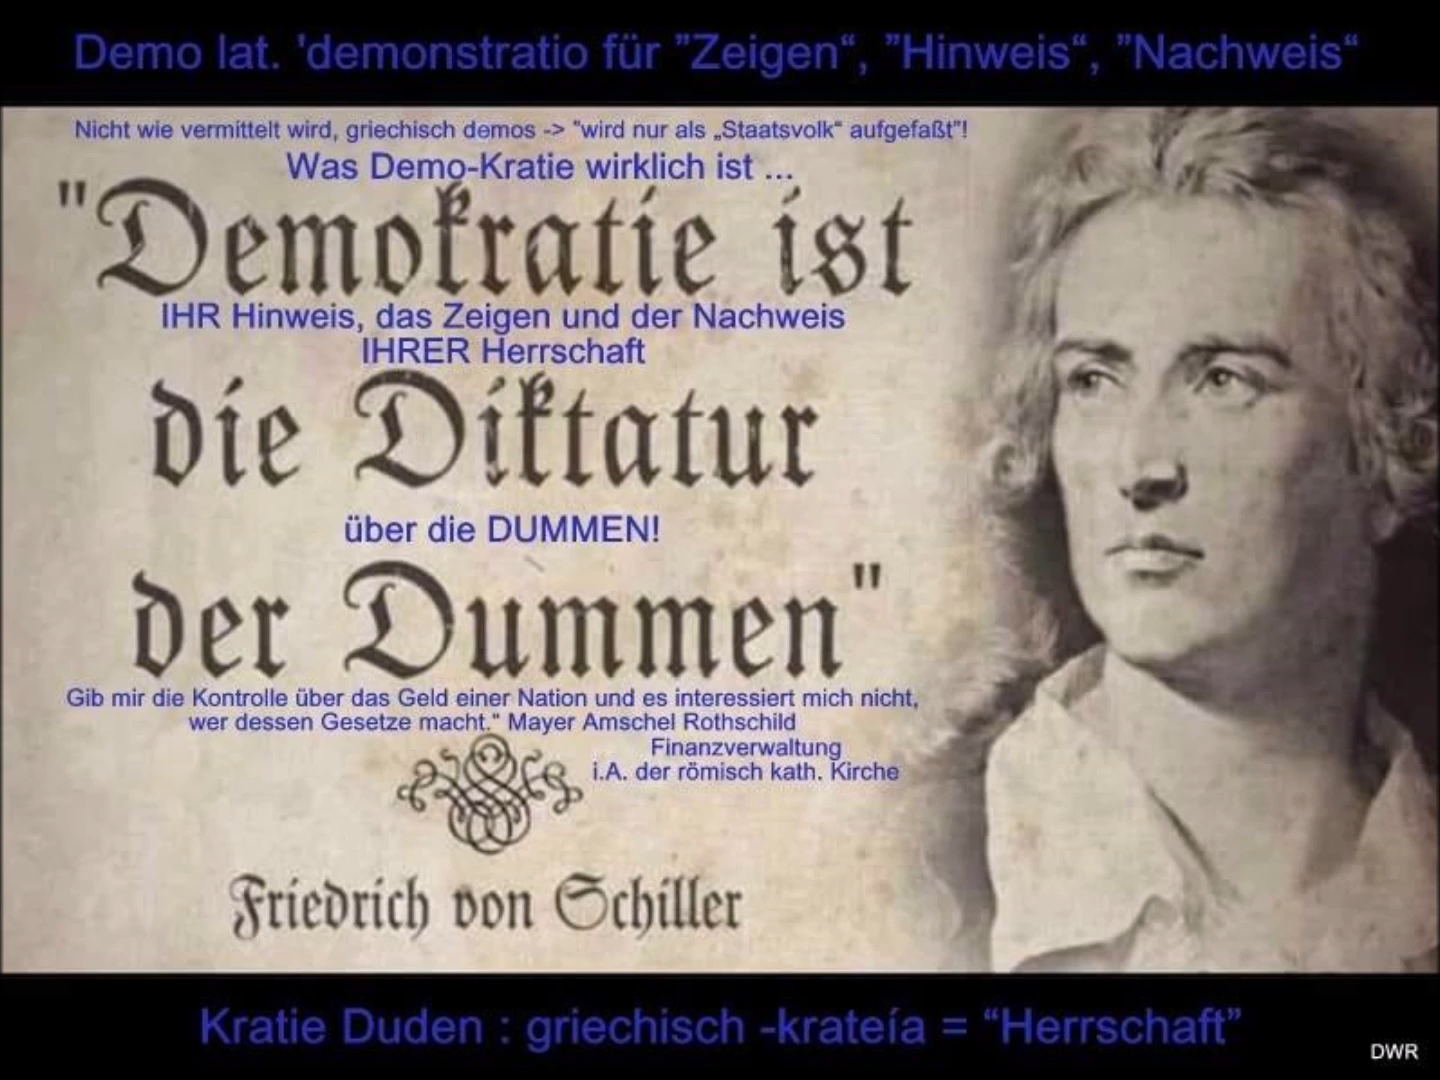 Demo lat. 'demonstratio für ”Zeigen“, ”Hinweis“, ”Nachweis“
Nicht wie vermittelt wird, griechisch demos -> "wird nur als „Staatsvolk“ aufgefaßt"!
Was Demo-Kratie wirklich ist ...
"Demokratie ist
IHR Hinweis, das Zeigen und der Nachweis
IHRER Herrschaft
die Diktatur
über die DUMMEN!
der Dummen"
Gib mir die Kontrolle über das Geld einer Nation und es interessiert mich nicht,
wer dessen Gesetze macht.“ Mayer Amschel Rothschild
Finanzverwaltung
i.A. der römisch kath. Kirche
Friedrich von Schiller
Kratie Duden : griechisch -krateía = “Herrschaft”
DWR